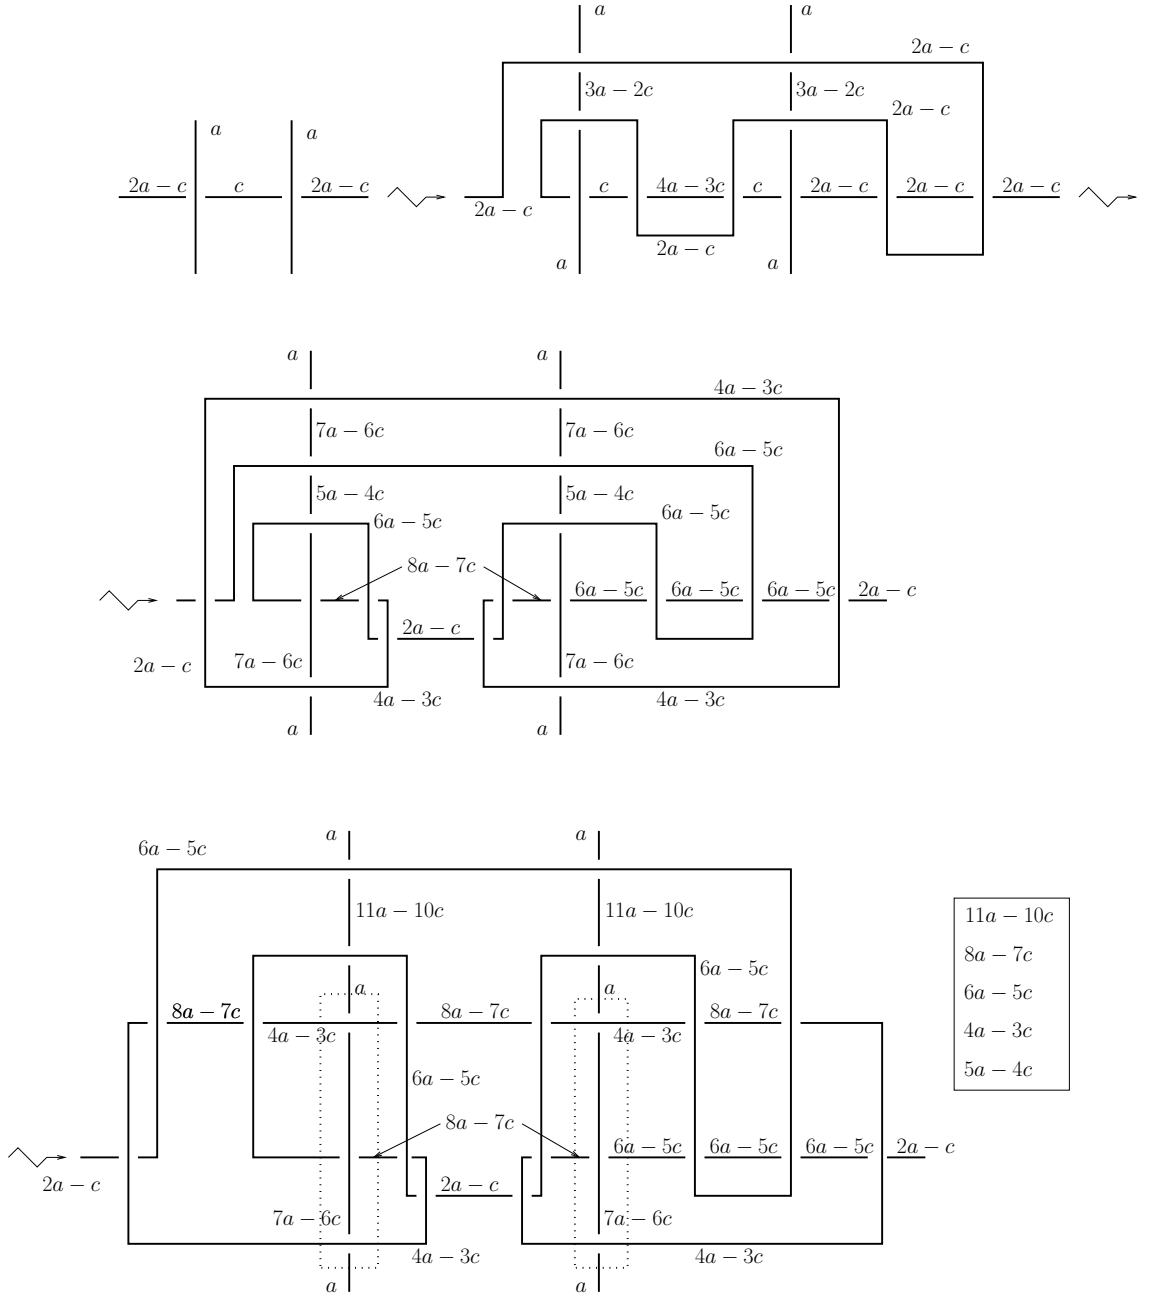 a a
2a − c
3a − 2c 3a − 2c
2a − c
a a
2a − c c 2a − c c 4a − 3c c 2a − c 2a − c 2a − c
2a − c
2a − c
a a
a a
4a − 3c
7a − 6c 7a − 6c
6a − 5c
5a − 4c 5a − 4c
6a − 5c 6a − 5c
8a − 7c
6a − 5c 6a − 5c 6a − 5c 2a − c
2a − c
2a − c 7a − 6c 7a − 6c
4a − 3c 4a − 3c
a a
a a
6a − 5c
11a − 10c 11a − 10c
11a − 10c
8a − 7c
6a − 5c
4a − 3c
5a − 4c
6a − 5c
a a
8a − 7c 8a − 7c 8a − 7c
4a − 3c 4a − 3c
6a − 5c
8a − 7c
6a − 5c 6a − 5c 6a − 5c 2a − c
2a − c 2a − c
7a − 6c 7a − 6c
4a − 3c 4a − 3c
a a